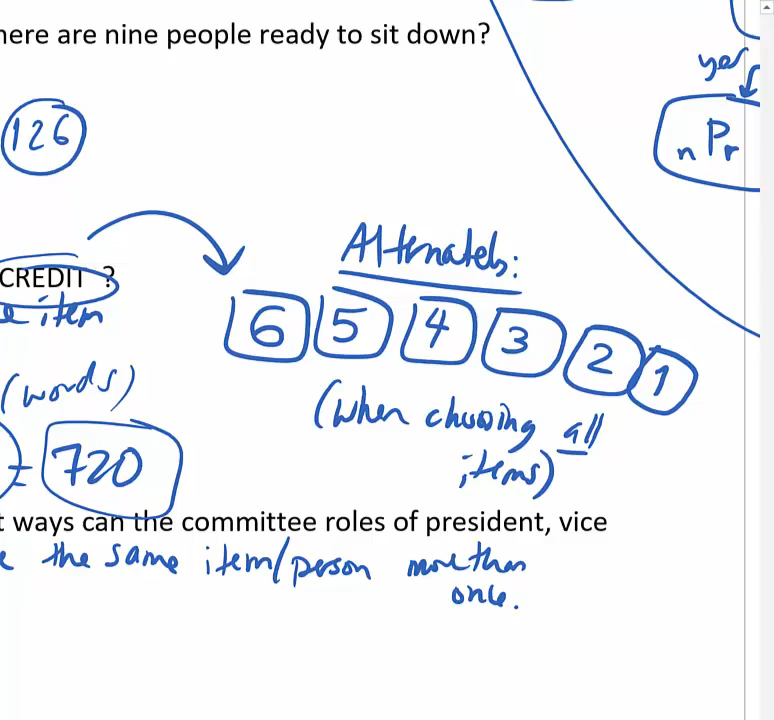 here are nine people ready to sit down?
yes
nPr
126
Alternately:
CREDIT ?
e item
6 5 4 3 2 1
(words)
(when choosing all
items)
) = 720
t ways can the committee roles of president, vice
e the same item/person more than
once.